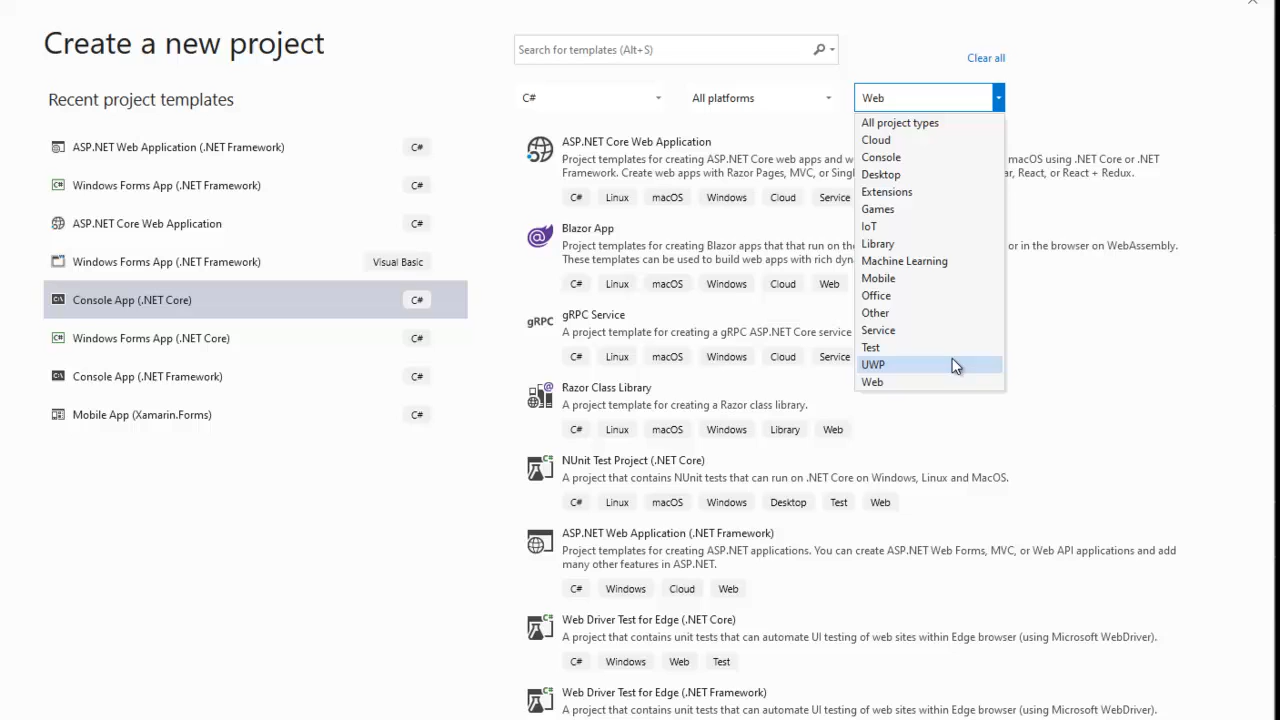 Create a new project
Search for templates (Alt+S)
Clear all
Recent project templates
C#
All platforms
Web
All project types
Cloud
Console
Desktop
Extensions
Games
IoT
Library
Machine Learning
Mobile
Office
Other
Service
Test
UWP
Web
ASP.NET Web Application (.NET Framework) C#
Windows Forms App (.NET Framework) C#
ASP.NET Core Web Application C#
Windows Forms App (.NET Framework) Visual Basic
Console App (.NET Core) C#
Windows Forms App (.NET Core) C#
Console App (.NET Framework) C#
Mobile App (Xamarin.Forms) C#
ASP.NET Core Web Application
Project templates for creating ASP.NET Core web apps and w macOS using .NET Core or .NET
Framework. Create web apps with Razor Pages, MVC, or Singl ar, React, or React + Redux.
C# Linux macOS Windows Cloud Service
Blazor App
Project templates for creating Blazor apps that that run on the or in the browser on WebAssembly.
These templates can be used to build web apps with rich dyn
C# Linux macOS Windows Cloud Web
gRPC
gRPC Service
A project template for creating a gRPC ASP.NET Core service
C# Linux macOS Windows Cloud Service
Razor Class Library
A project template for creating a Razor class library.
C# Linux macOS Windows Library Web
NUnit Test Project (.NET Core)
A project that contains NUnit tests that can run on .NET Core on Windows, Linux and MacOS.
C# Linux macOS Windows Desktop Test Web
ASP.NET Web Application (.NET Framework)
Project templates for creating ASP.NET applications. You can create ASP.NET Web Forms, MVC, or Web API applications and add
many other features in ASP.NET.
C# Windows Cloud Web
Web Driver Test for Edge (.NET Core)
A project that contains unit tests that can automate UI testing of web sites within Edge browser (using Microsoft WebDriver).
C# Windows Web Test
Web Driver Test for Edge (.NET Framework)
A project that contains unit tests that can automate UI testing of web sites within Edge browser (using Microsoft WebDriver).